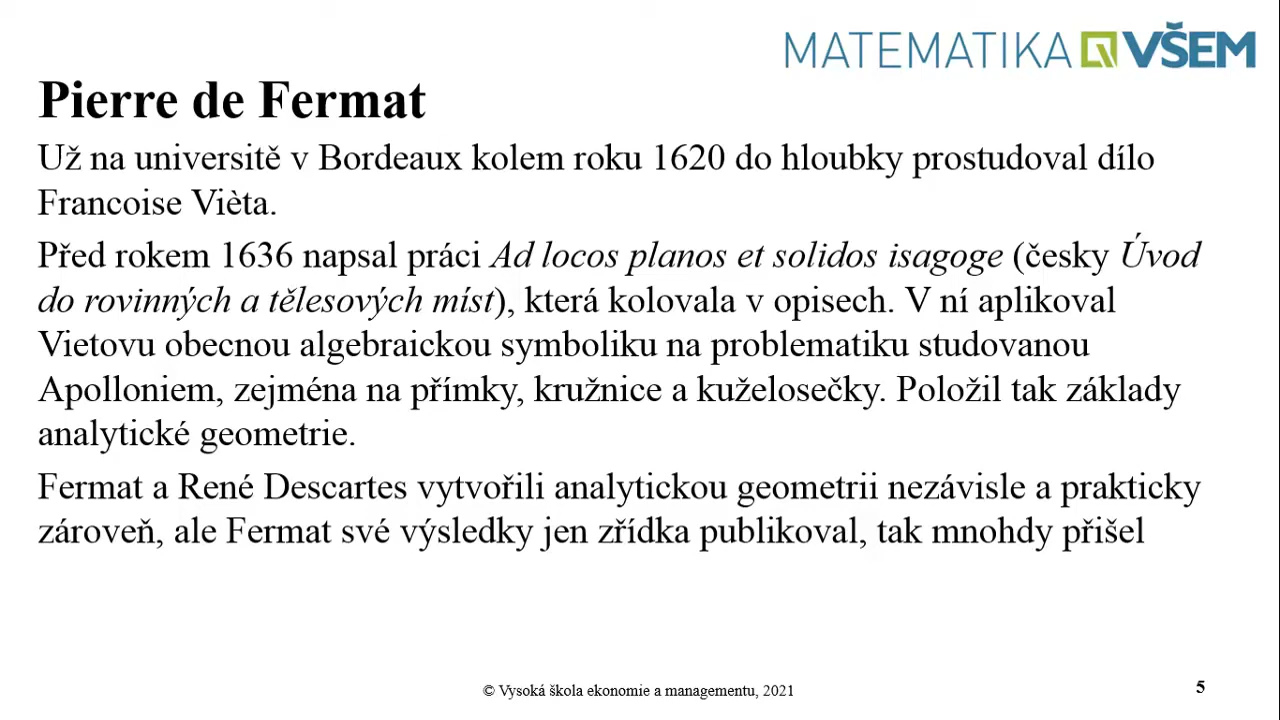 MATEMATIKA VŠEM
Pierre de Fermat
Už na universitě v Bordeaux kolem roku 1620 do hloubky prostudoval dílo
Francoise Vièta.
Před rokem 1636 napsal práci Ad locos planos et solidos isagoge (česky Úvod
do rovinných a tělesových míst), která kolovala v opisech. V ní aplikoval
Vietovu obecnou algebraickou symboliku na problematiku studovanou
Apolloniem, zejména na přímky, kružnice a kuželosečky. Položil tak základy
analytické geometrie.
Fermat a René Descartes vytvořili analytickou geometrii nezávisle a prakticky
zároveň, ale Fermat své výsledky jen zřídka publikoval, tak mnohdy přišel
© Vysoká škola ekonomie a managementu, 2021
5